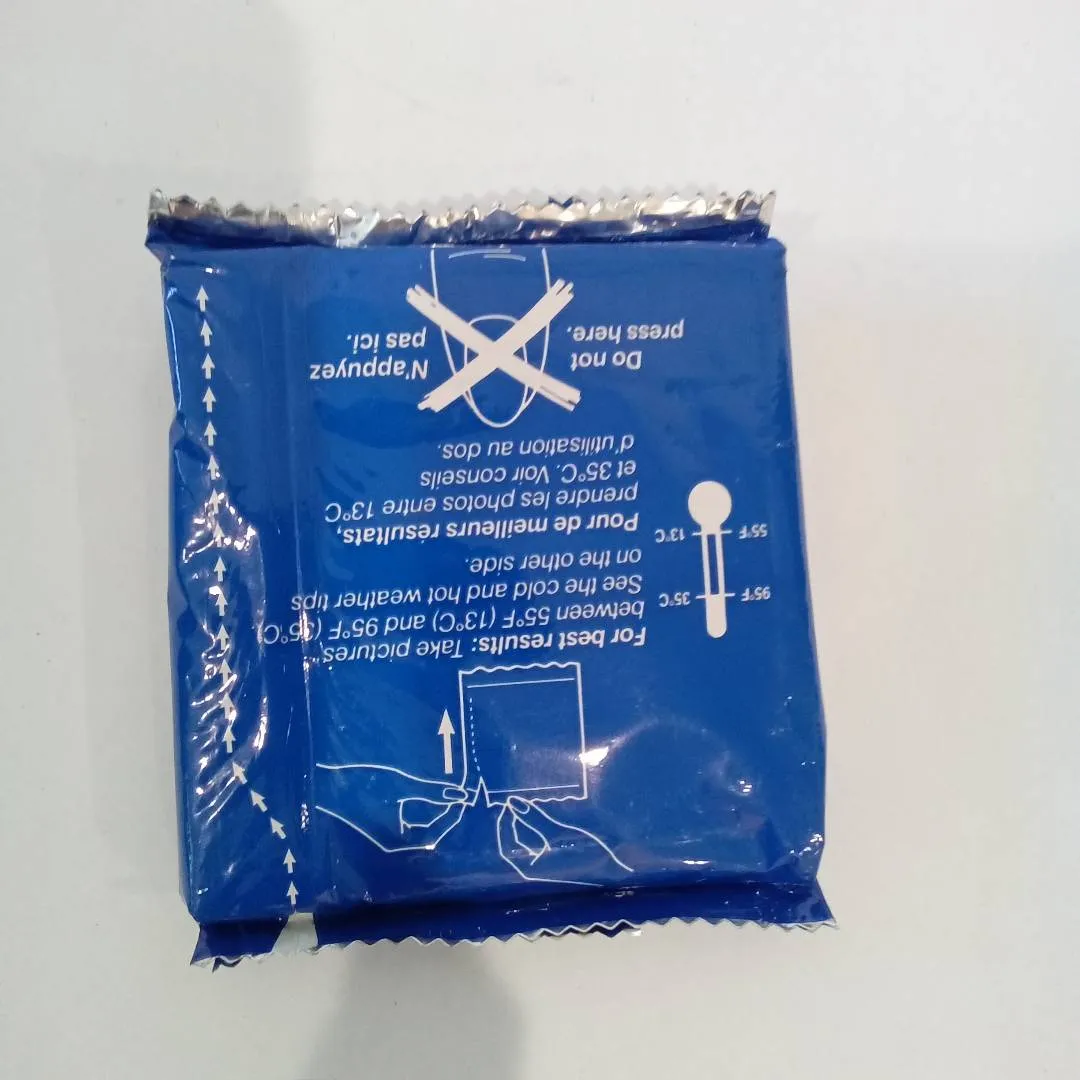 For best results: Take pictures
between 55°F (13°C) and 95°F (35°C)
See the cold and hot weather tips
on the other side.
Pour de meilleurs résultats,
prendre les photos entre 13°C
et 35°C. Voir conseils
d'utilisation au dos.
95°F 35°C
55°F 13°C
Do not
press here.
N'appuyez
pas ici.